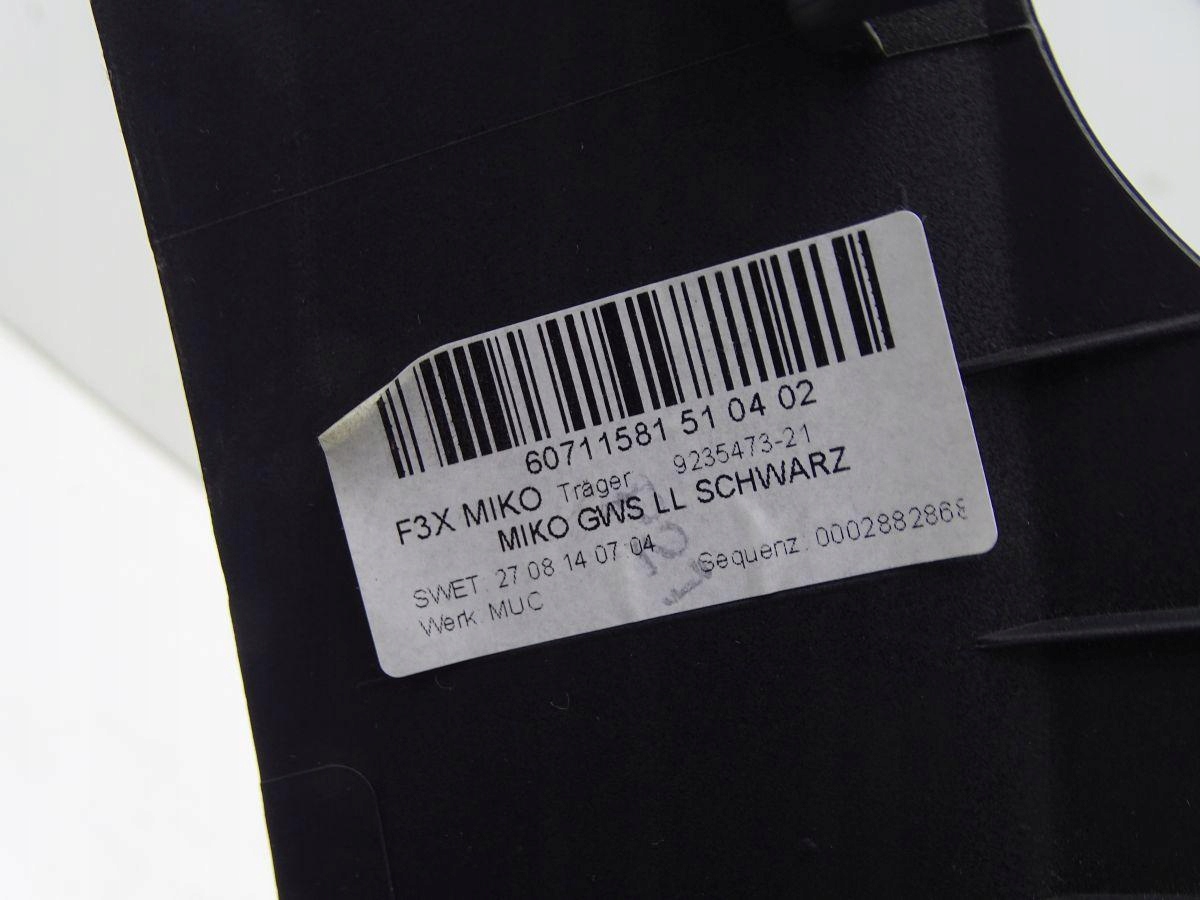 60711581 51 04 02
F3X MIKO Träger 9235473-21
MIKO GWS LL SCHWARZ
SWET: 27 08 14 07 04 Sequenz: 0002882868
Werk: MUC